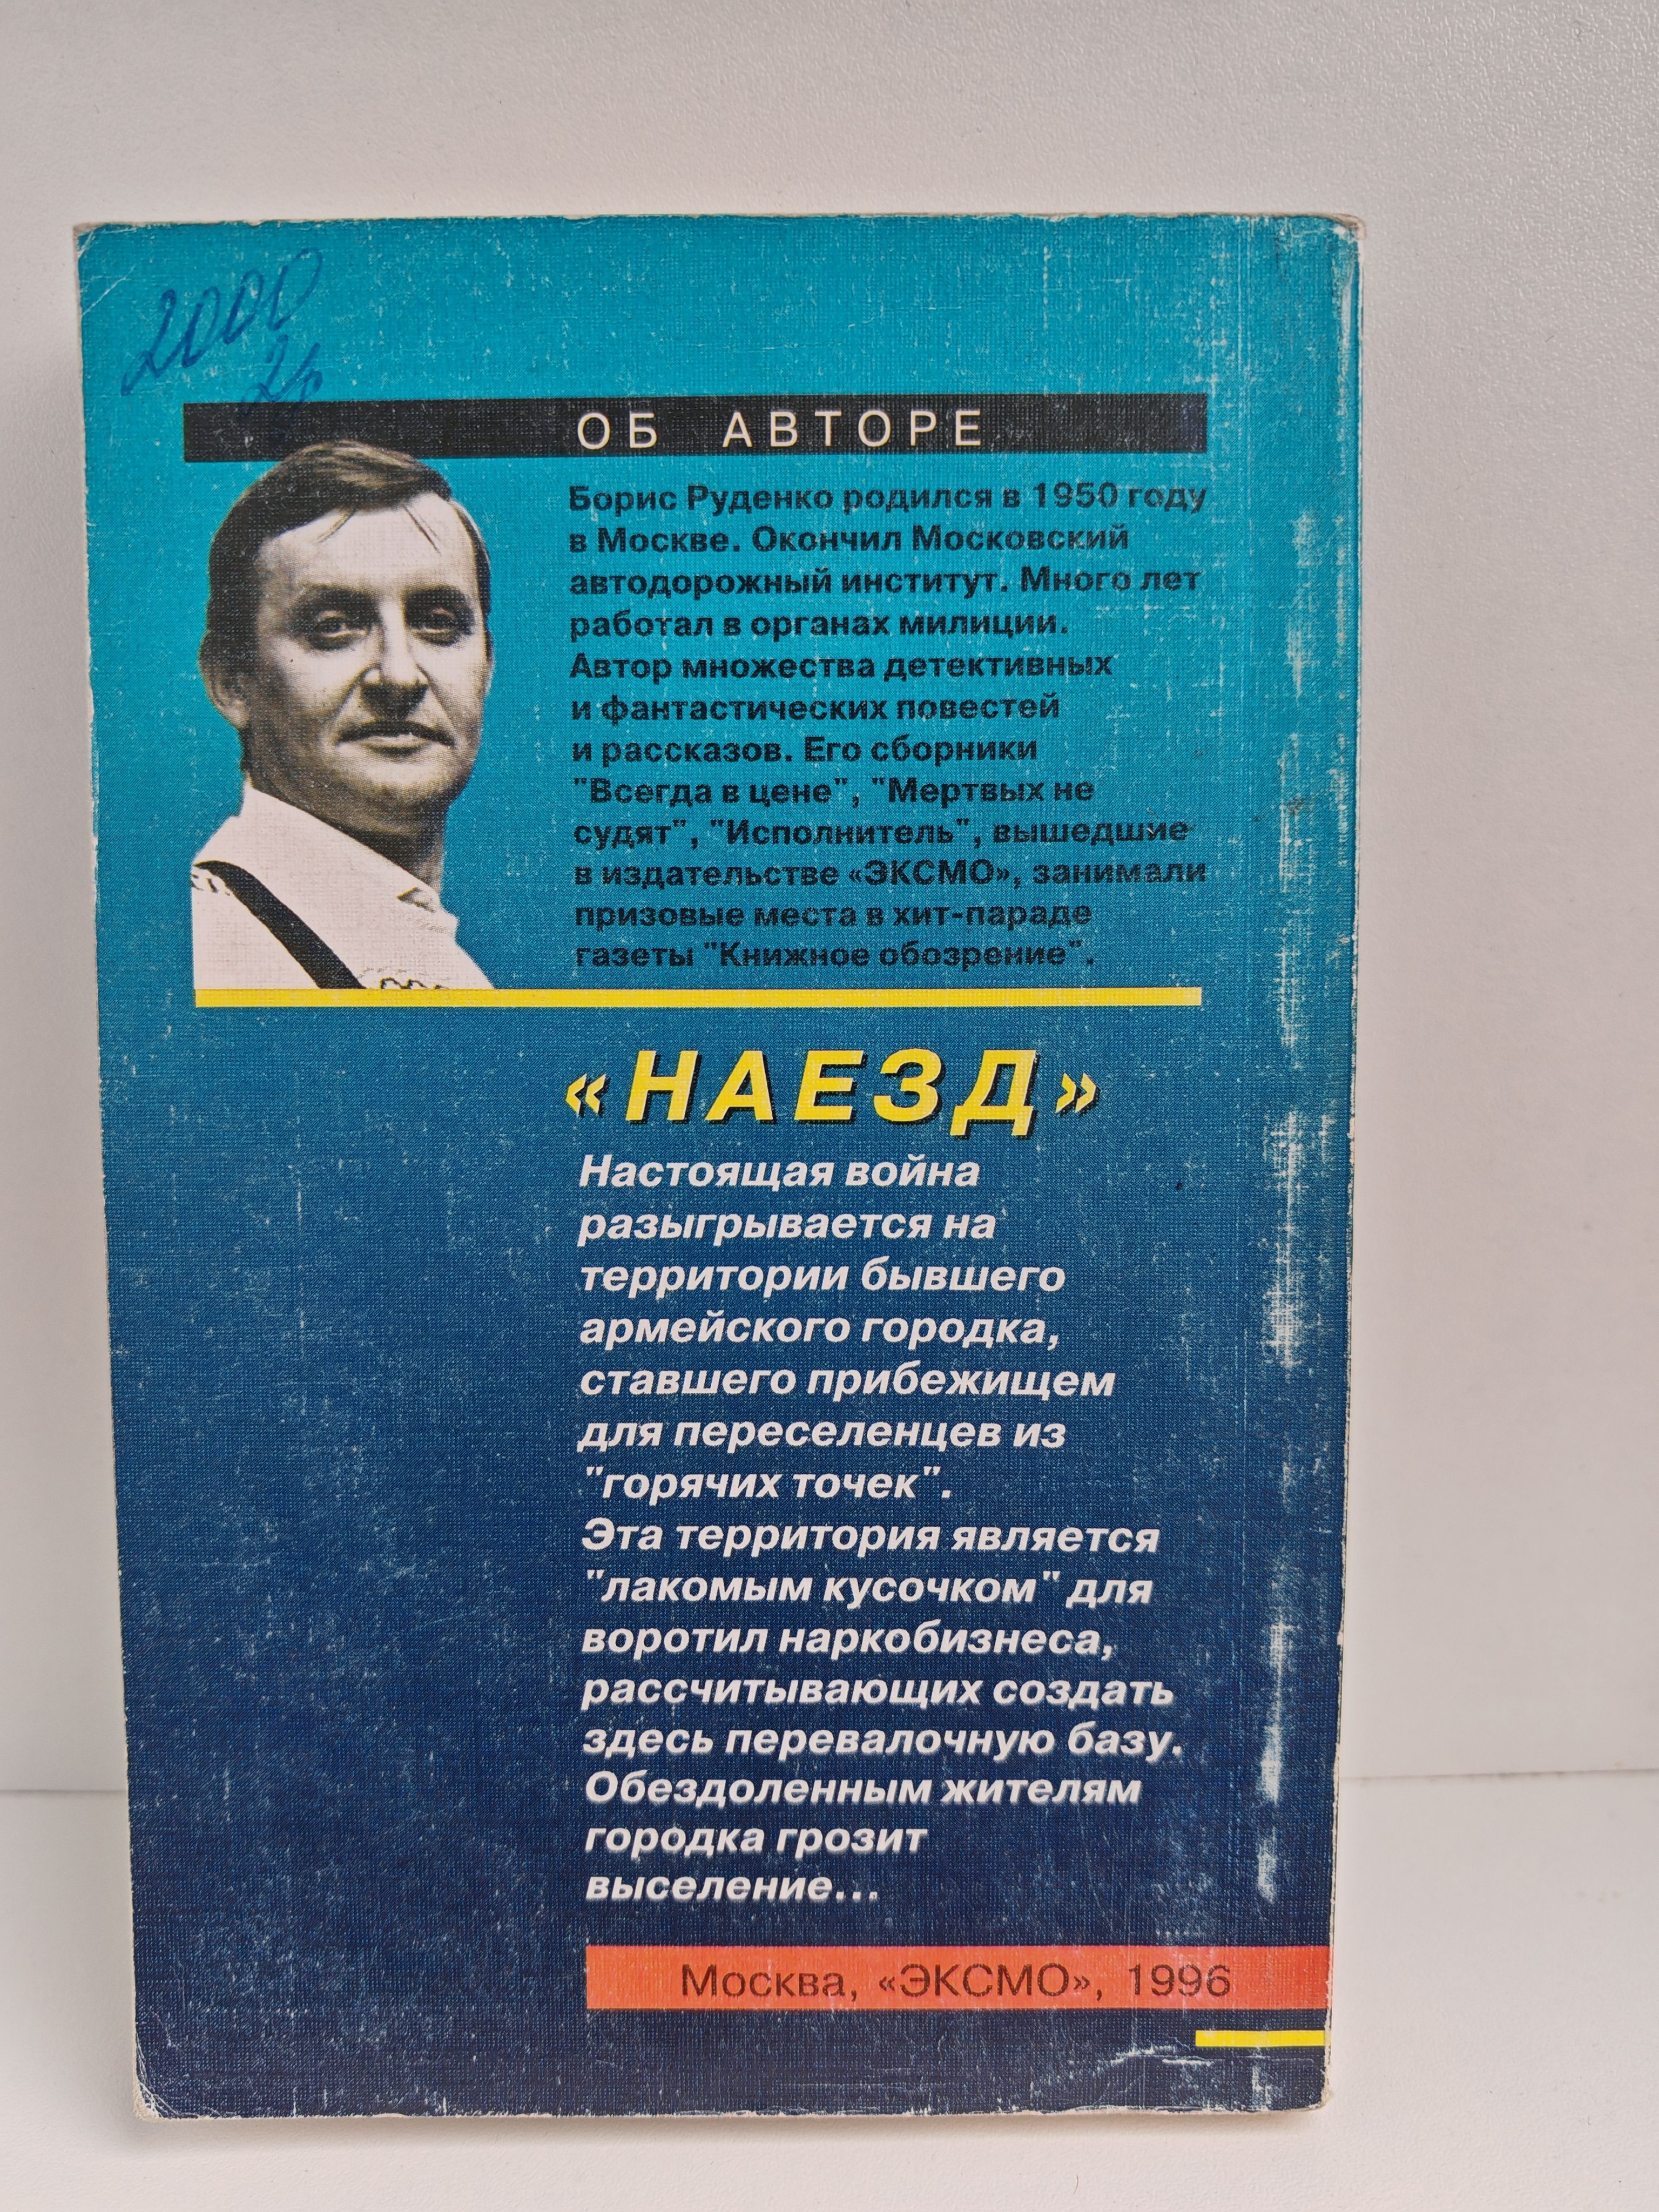 2000
ОБ АВТОРЕ
Борис Руденко родился в 1950 году
в Москве. Окончил Московский
автодорожный институт. Много лет
работал в органах милиции.
Автор множества детективных
и фантастических повестей
и рассказов. Его сборники
"Всегда в цене", "Мертвых не
судят", "Исполнитель", вышедшие
в издательстве «ЭКСМО», занимали
призовые места в хит-параде
газеты "Книжное обозрение".
«НАЕЗД»
Настоящая война
разыгрывается на
территории бывшего
армейского городка,
ставшего прибежищем
для переселенцев из
"горячих точек".
Эта территория является
"лакомым кусочком" для
воротил наркобизнеса,
рассчитывающих создать
здесь перевалочную базу.
Обездоленным жителям
городка грозит
выселение...
Москва, «ЭКСМО», 1996